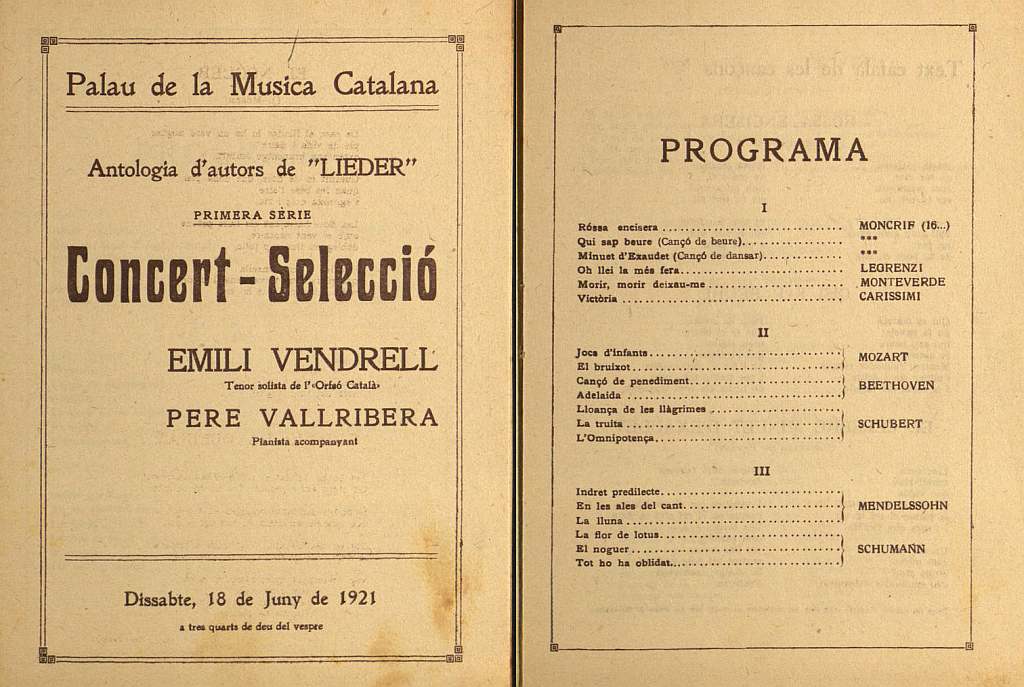 Palau de la Musica Catalana
Antologia d'autors de "LIEDER"
PRIMERA SÈRIE
Concert - Selecció
EMILI VENDRELL
Tenor solista de l'«Orfeó Català»
PERE VALLRIBERA
Pianista acompanyant
Dissabte, 18 de Juny de 1921
a tres quarts de deu del vespre
PROGRAMA
I
Róssa encisera ........ MONCRIF (16...)
Qui sap beure (Cançó de beure) ........ ***
Minuet d'Exaudet (Cançó de dansar) ........ ***
Oh llei la més fera ........ LEGRENZI
Morir, morir deixau-me ........ MONTEVERDE
Victòria ........ CARISSIMI
II
Jocs d'infants ........
MOZART
El bruixot ........
Cançó de penediment ........
BEETHOVEN
Adelaida ........
Lloança de les llàgrimes ........
La truita ........ SCHUBERT
L'Omnipotença ........
III
Indret predilecte ........
En les ales del cant ........ MENDELSSOHN
La lluna ........
La flor de lotus ........
El noguer ........ SCHUMANN
Tot ho ha oblidat ........